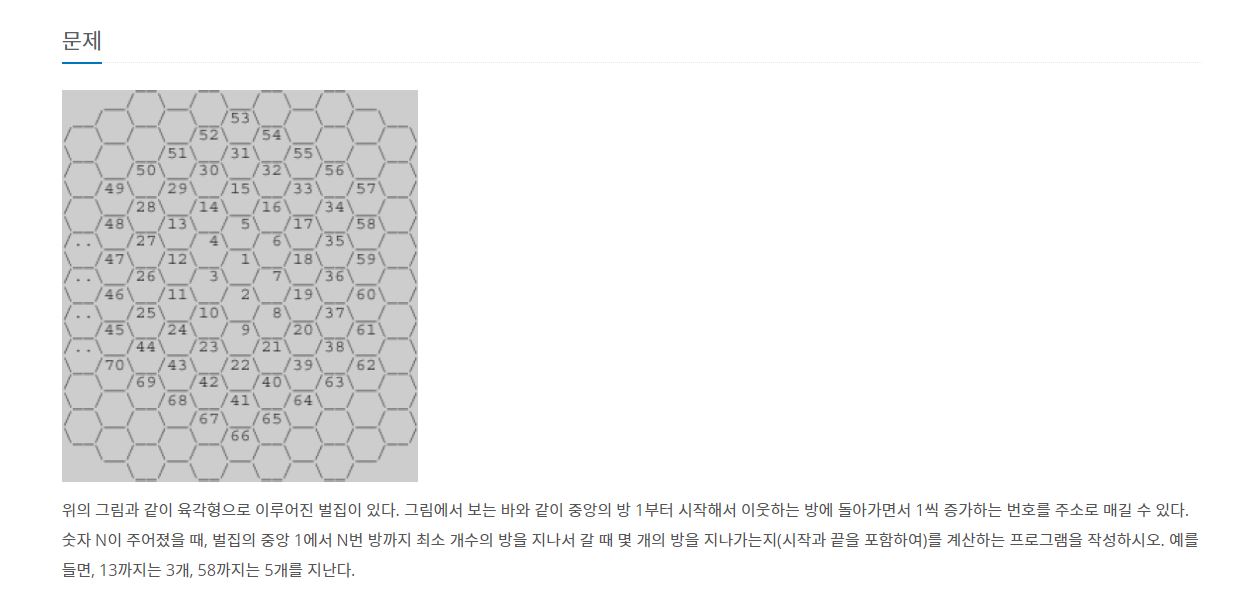 문제
53
52 54
51 31 55
50 30 32 56
49 29 15 33 57
28 14 16 34
48 13 5 17 58
.. 27 4 6 35
47 12 1 18 59
.. 26 3 7 36
46 11 2 19 60
.. 25 10 8 37
45 24 9 20 61
.. 44 23 21 38
70 43 22 39 62
69 42 40 63
68 41 64
67 65
66
위의 그림과 같이 육각형으로 이루어진 벌집이 있다. 그림에서 보는 바와 같이 중앙의 방 1부터 시작해서 이웃하는 방에 돌아가면서 1씩 증가하는 번호를 주소로 매길 수 있다.
숫자 N이 주어졌을 때, 벌집의 중앙 1에서 N번 방까지 최소 개수의 방을 지나서 갈 때 몇 개의 방을 지나가는지(시작과 끝을 포함하여)를 계산하는 프로그램을 작성하시오. 예를
들면, 13까지는 3개, 58까지는 5개를 지난다.